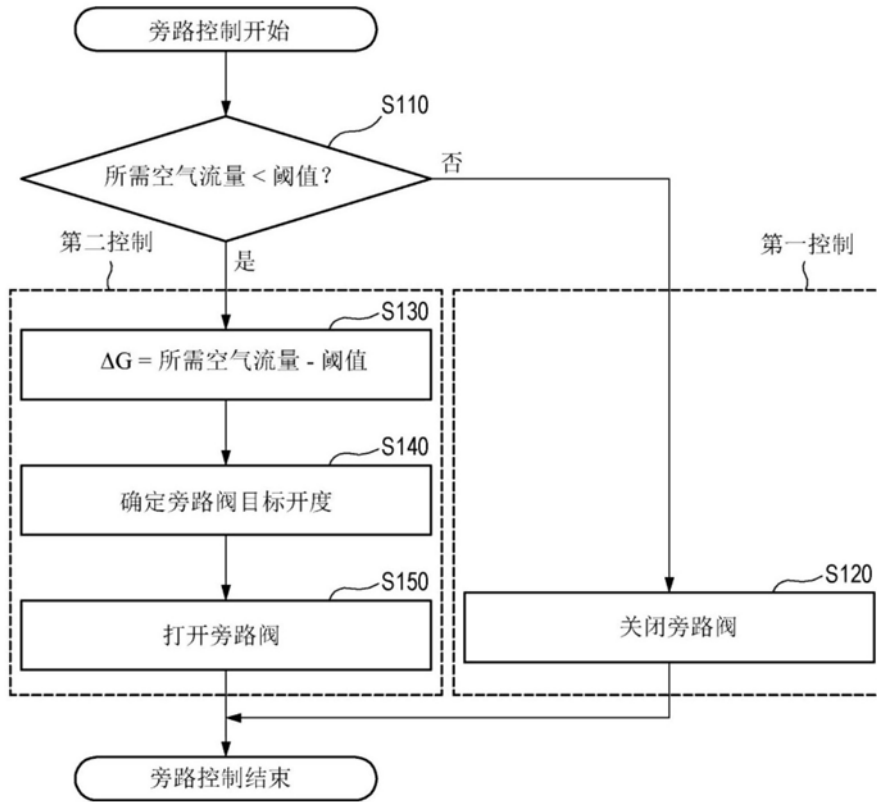 旁路控制开始
S110
所需空气流量 < 阈值?
否
第二控制
是
第一控制
S130
ΔG = 所需空气流量 - 阈值
S140
确定旁路阀目标开度
S150
打开旁路阀
S120
关闭旁路阀
旁路控制结束